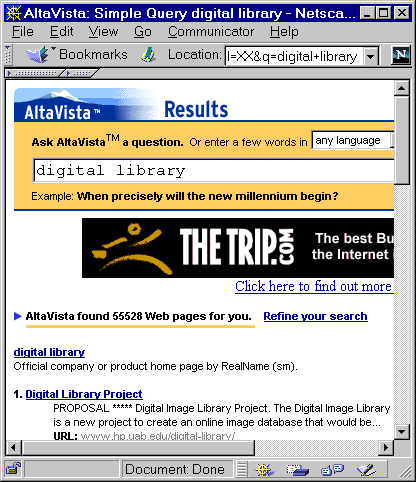 AltaVista: Simple Query digital library - Netsca...
File Edit View Go Communicator Help
Bookmarks Location: l=XX&q=digital+library
AltaVista™ Results
Ask AltaVista™ a question. Or enter a few words in any language
digital library
Example: When precisely will the new millennium begin?
THE TRIP.COM The best Bu
the Internet i
Click here to find out more
AltaVista found 55528 Web pages for you. Refine your search
digital library
Official company or product home page by RealName (sm).
1. Digital Library Project
PROPOSAL ***** Digital Image Library Project. The Digital Image Library
is a new project to create an online image database that would be...
URL: www.hp.uab.edu/digital-library/
Document: Done